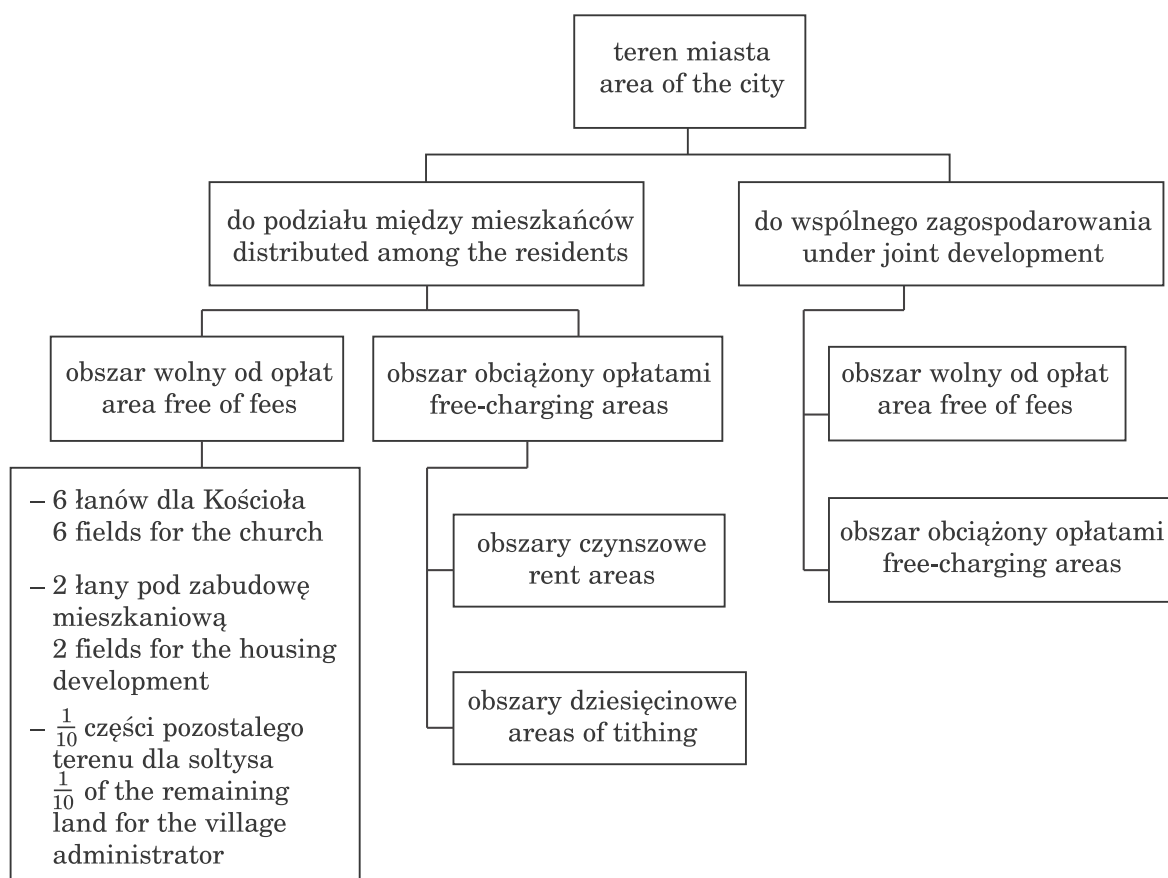 teren miasta
area of the city
do podziału między mieszkańców
distributed among the residents
do wspólnego zagospodarowania
under joint development
obszar wolny od opłat
area free of fees
obszar obciążony opłatami
free-charging areas
obszar wolny od opłat
area free of fees
– 6 łanów dla Kościoła
6 fields for the church
– 2 łany pod zabudowę
mieszkaniową
2 fields for the housing
development
– 1/10 części pozostalego
terenu dla soltysa
1/10 of the remaining
land for the village
administrator
obszary czynszowe
rent areas
obszary dziesięcinowe
areas of tithing
obszar obciążony opłatami
free-charging areas